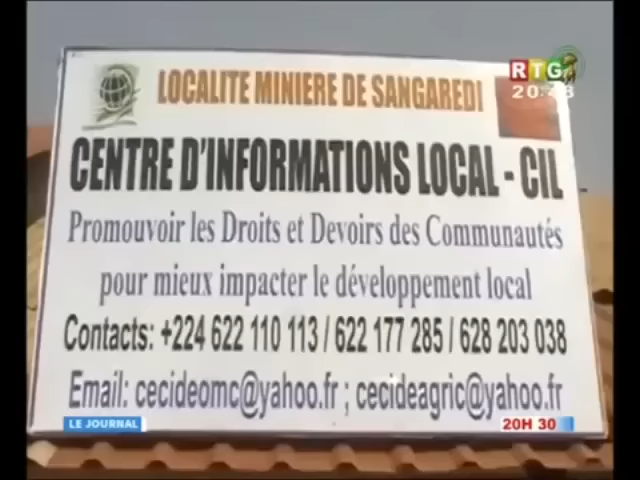 LOCALITE MINIERE DE SANGAREDI
RTG
CENTRE D'INFORMATIONS LOCAL - CIL
Promouvoir les Droits et Devoirs des Communautés
pour mieux impacter le développement local
Contacts: +224 622 110 113 / 622 177 285 / 628 203 038
Email: cecideomc@yahoo.fr ; cecideagric@yahoo.fr
LE JOURNAL
20H 30